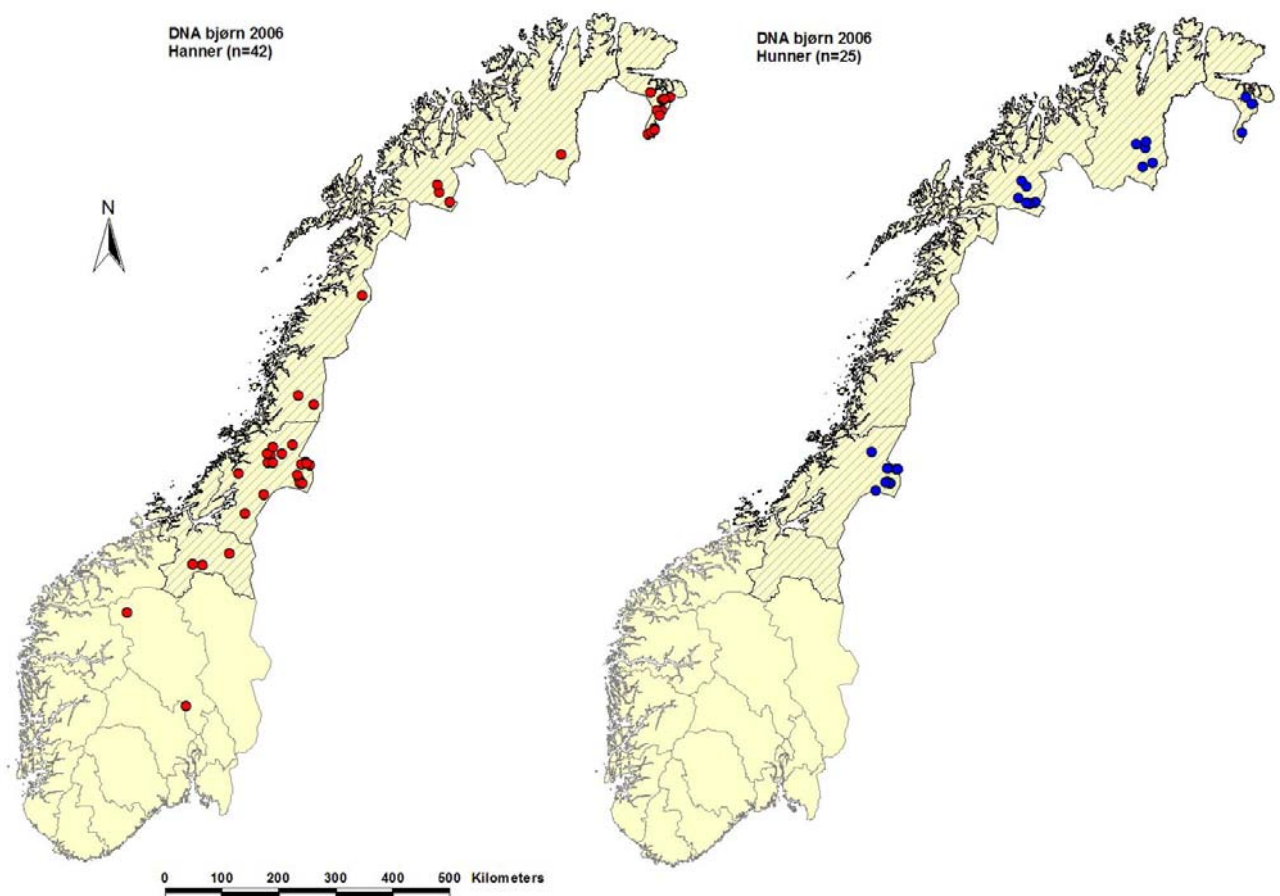 DNA bjørn 2006
Hanner (n=42)
DNA bjørn 2006
Hunner (n=25)
N
0 100 200 300 400 500 Kilometers